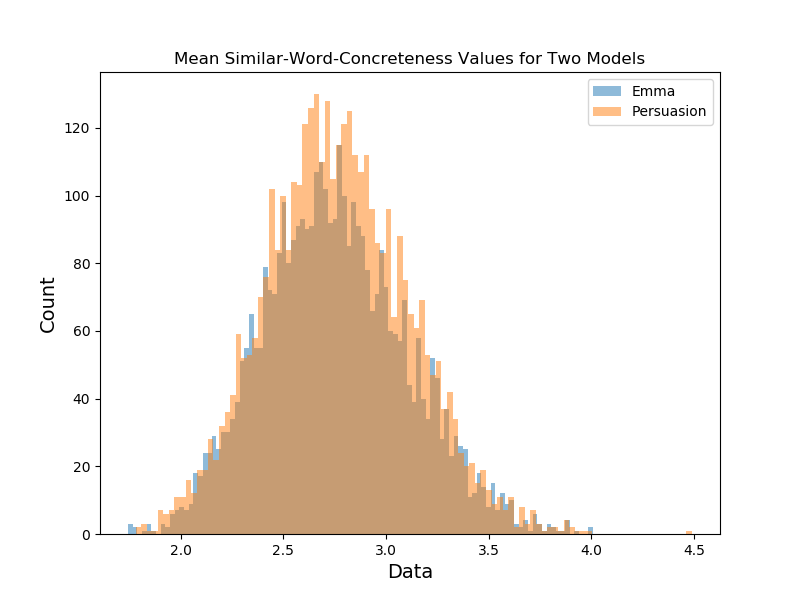 Mean Similar-Word-Concreteness Values for Two Models
Emma
Persuasion
Count
120
100
80
60
40
20
0
2.0 2.5 3.0 3.5 4.0 4.5
Data